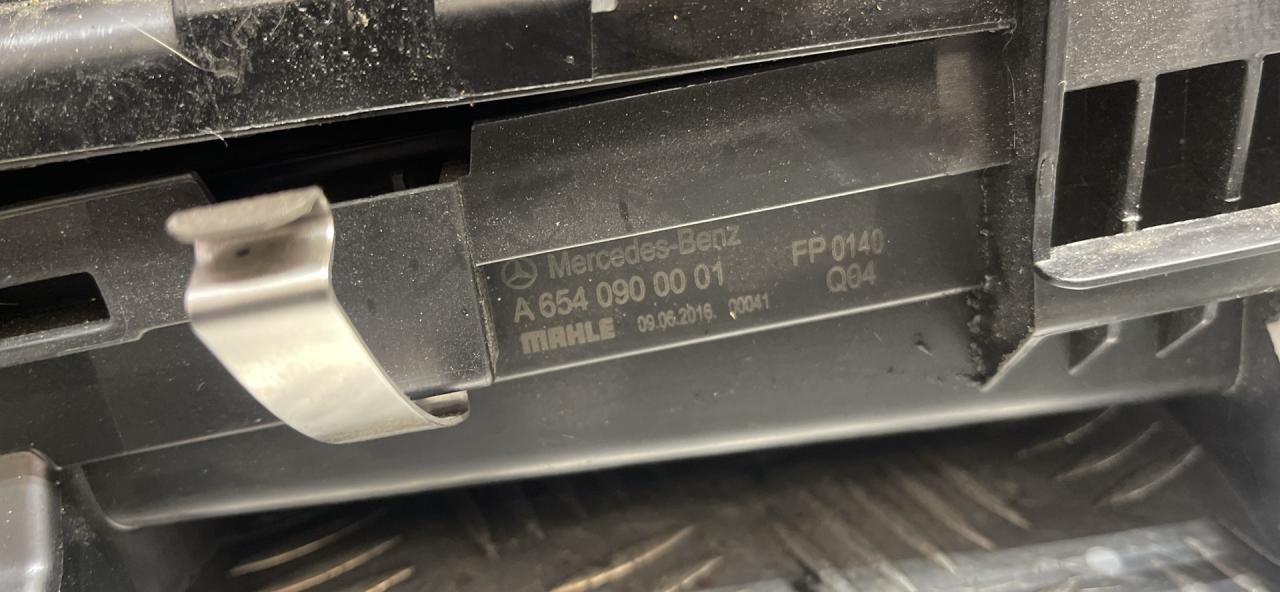 Mercedes-Benz
A 654 090 00 01
MAHLE 09.06.2016. 00041
FP 0140
Q04